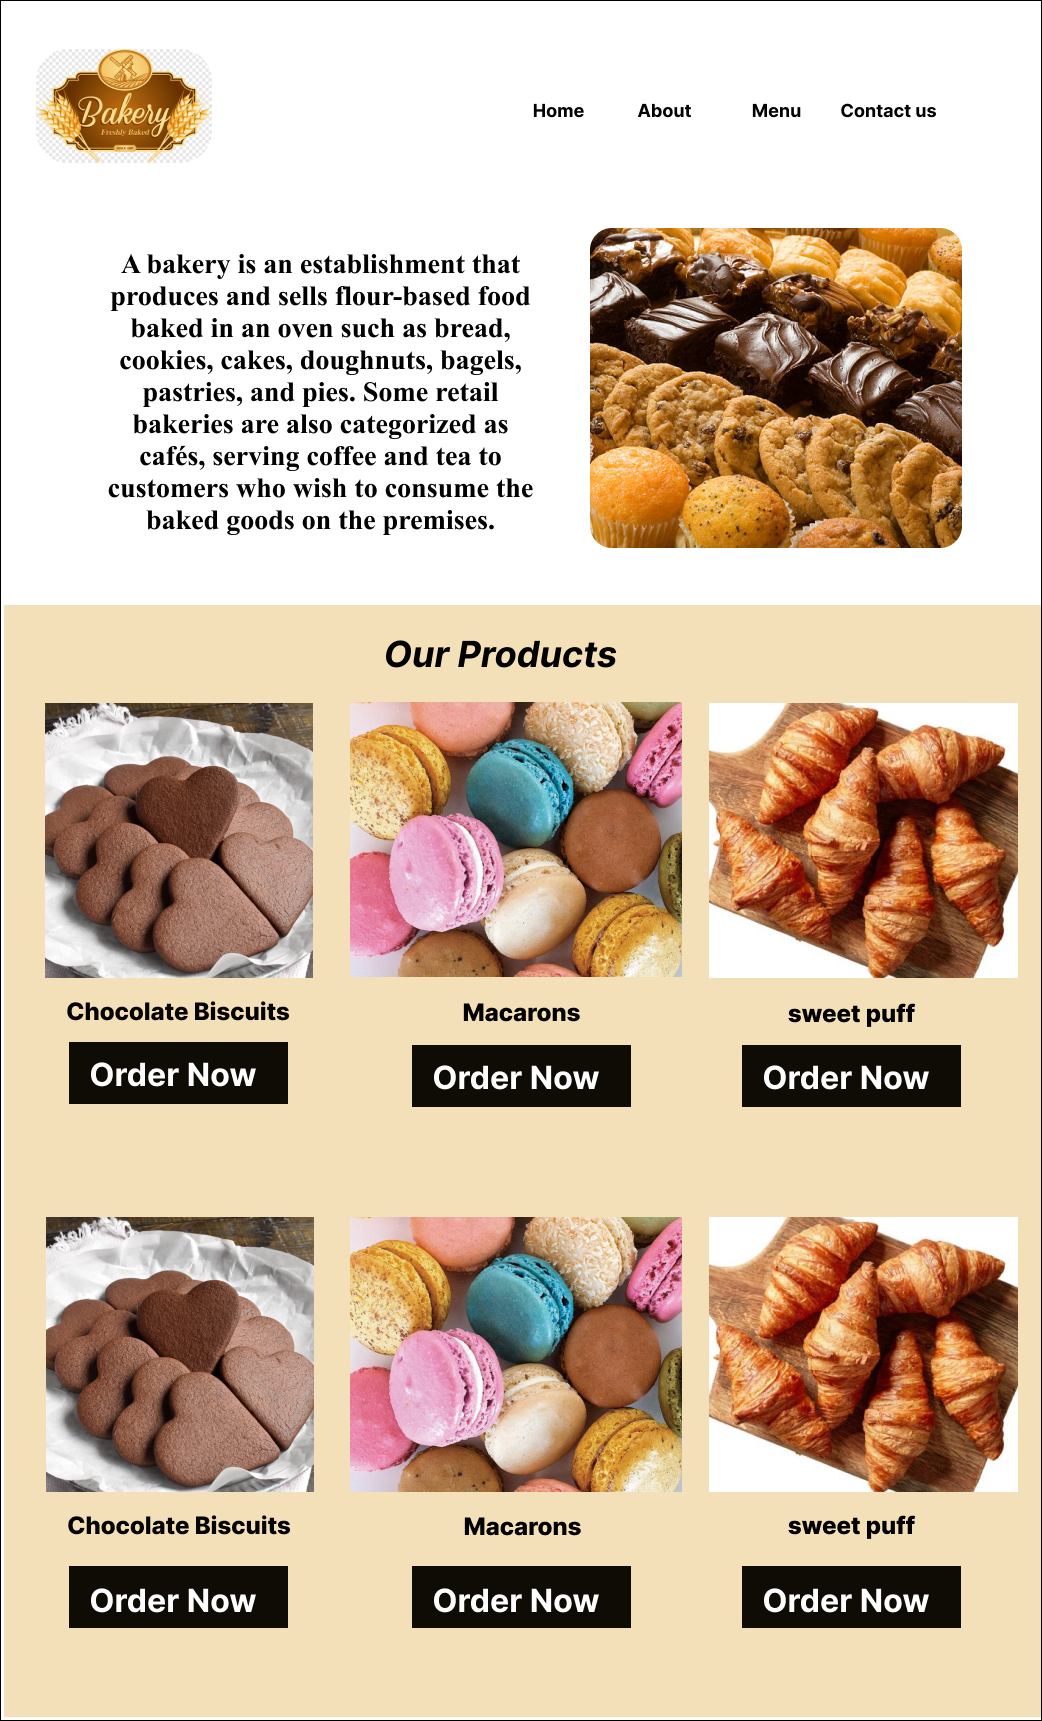 Bakery
Freshly Baked
Home About Menu Contact us
A bakery is an establishment that
produces and sells flour-based food
baked in an oven such as bread,
cookies, cakes, doughnuts, bagels,
pastries, and pies. Some retail
bakeries are also categorized as
cafés, serving coffee and tea to
customers who wish to consume the
baked goods on the premises.
Our Products
Chocolate Biscuits Macarons sweet puff
Order Now Order Now Order Now
Chocolate Biscuits Macarons sweet puff
Order Now Order Now Order Now